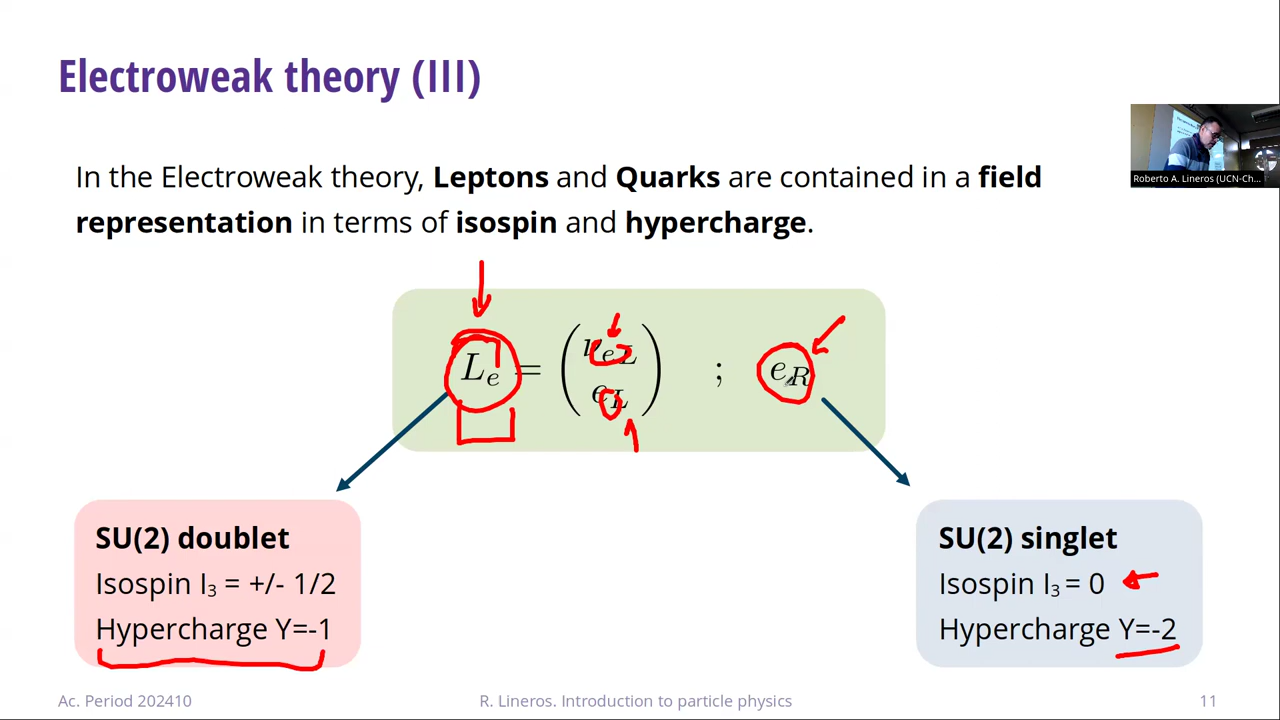 Electroweak theory (III)
In the Electroweak theory, Leptons and Quarks are contained in a field
representation in terms of isospin and hypercharge.
Roberto A. Lineros (UCN-Ch...
L_e = ( ν_{eL} ; e_R
e_L )
SU(2) doublet
Isospin I₃ = +/- 1/2
Hypercharge Y=-1
SU(2) singlet
Isospin I₃ = 0
Hypercharge Y=-2
Ac. Period 202410
R. Lineros. Introduction to particle physics
11